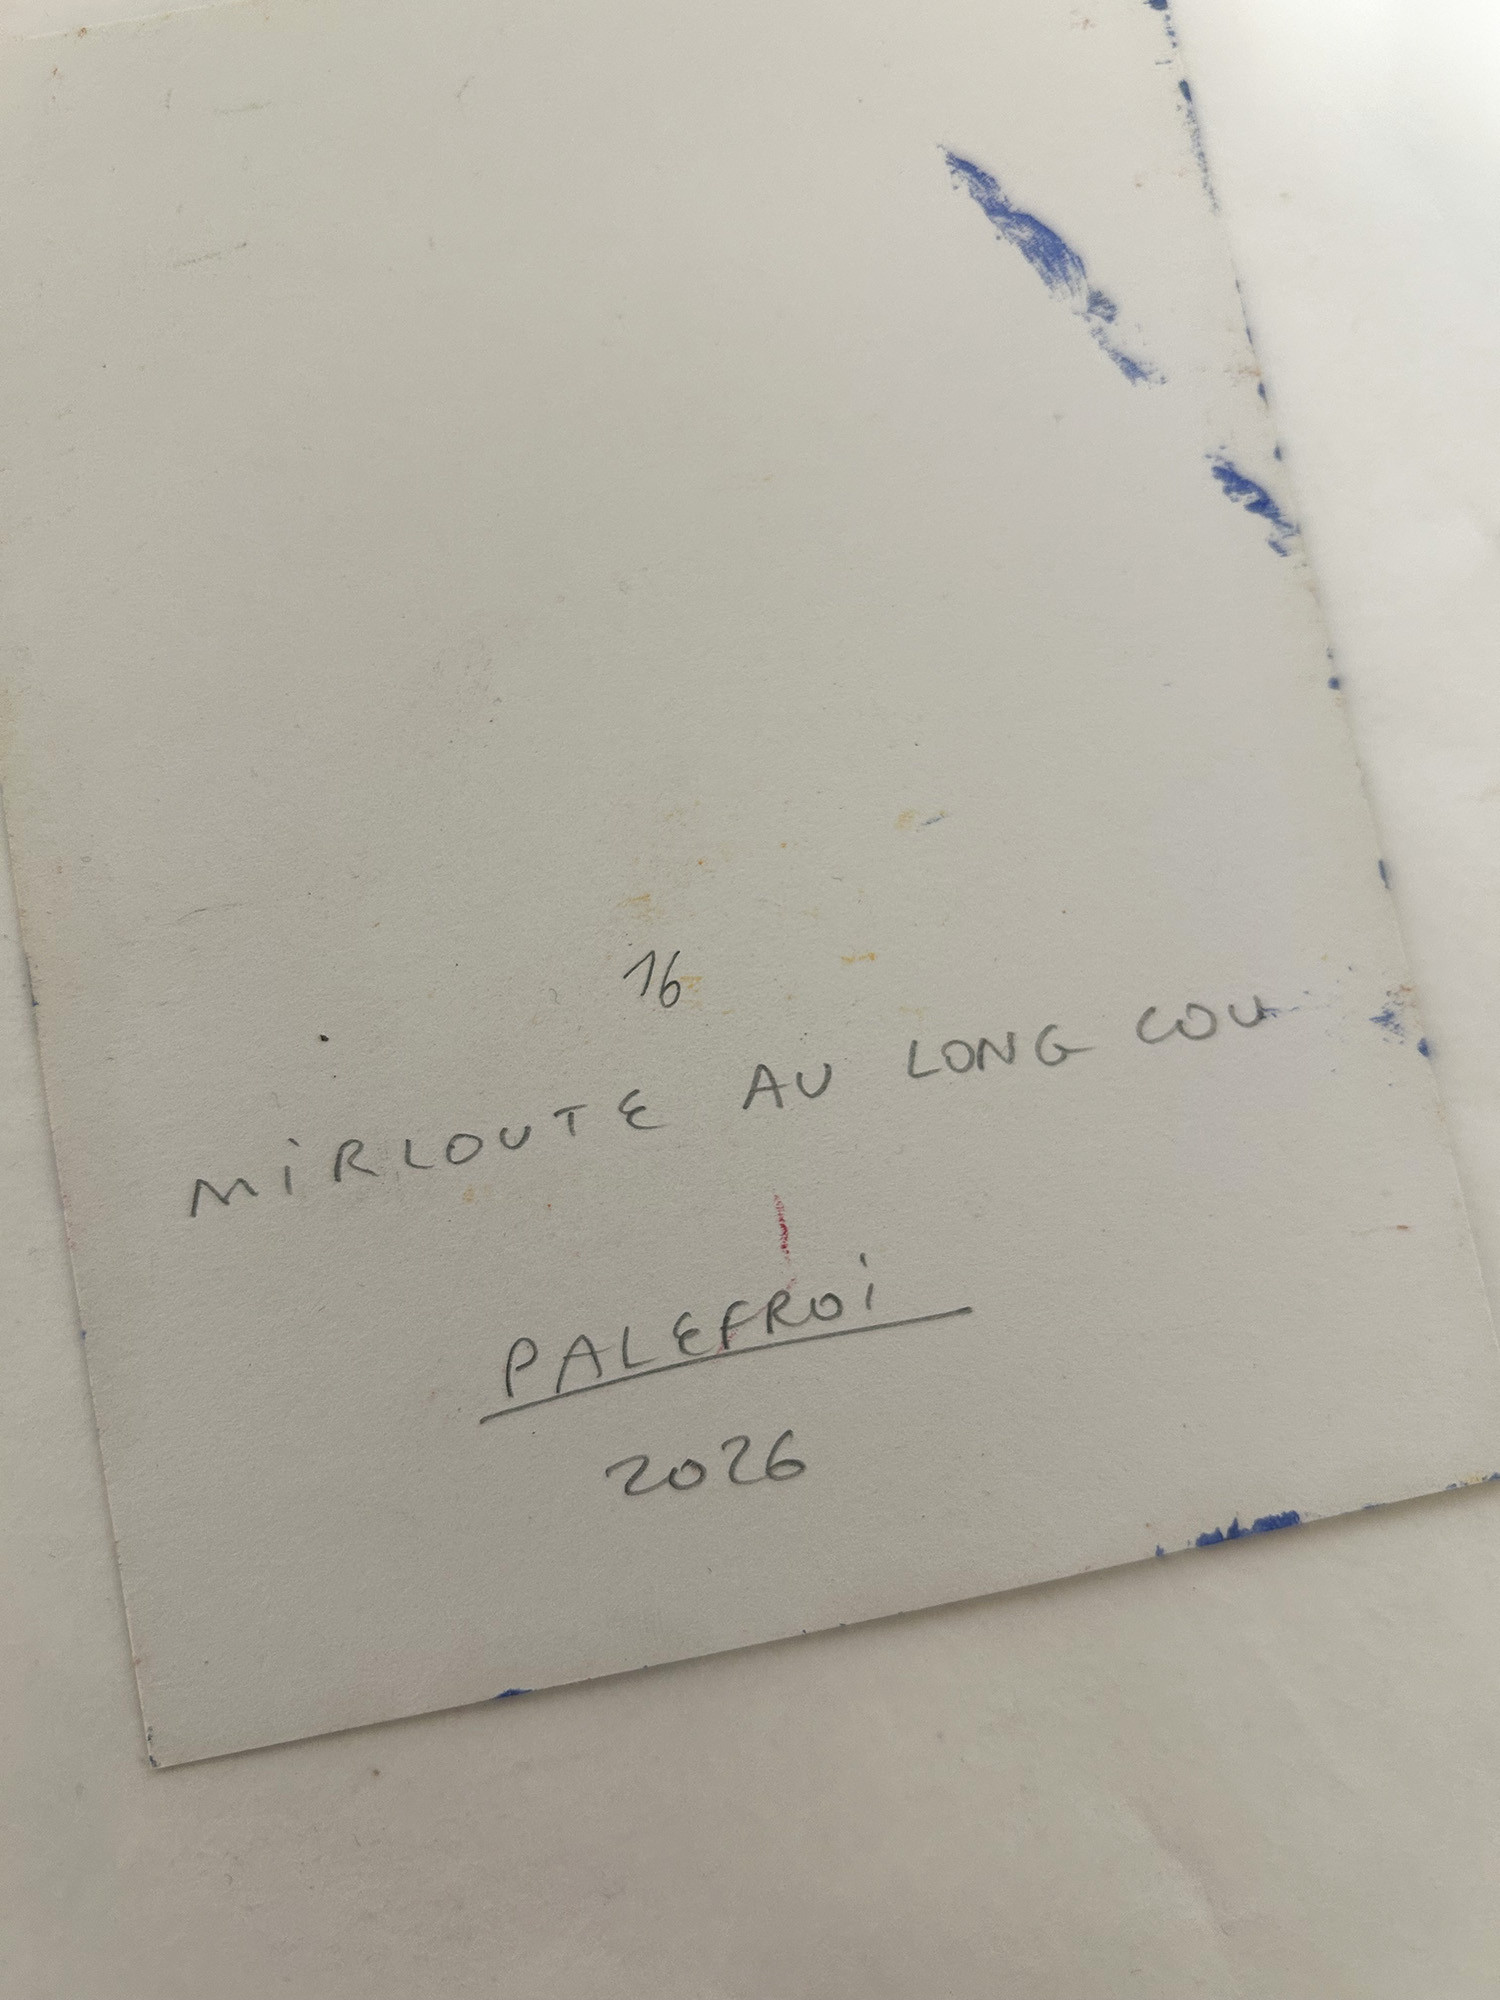 16
MiRLOUTE AU LONG COU
PALEFROi
2026